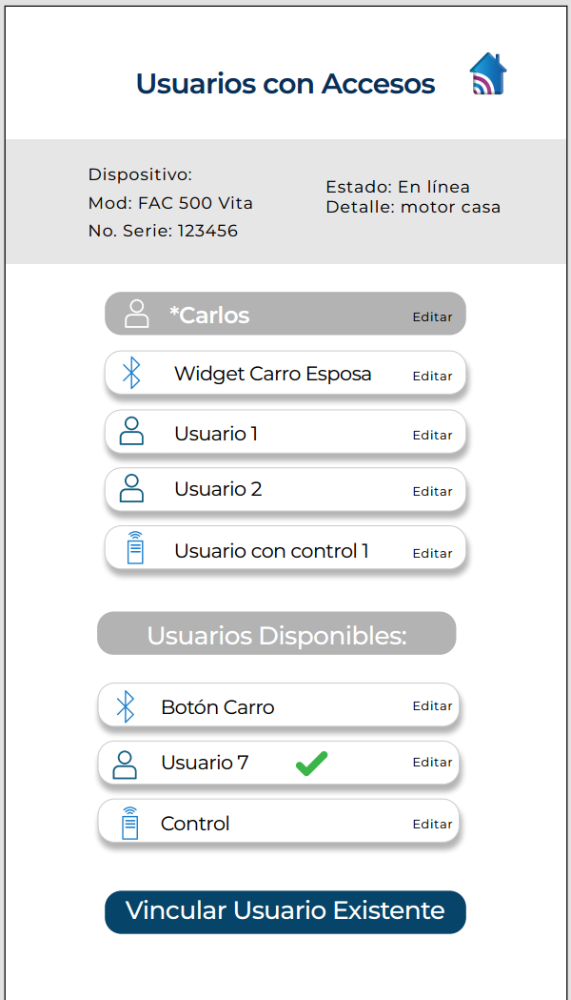 Usuarios con Accesos
Dispositivo:
Mod: FAC 500 Vita
No. Serie: 123456
Estado: En línea
Detalle: motor casa
*Carlos Editar
Widget Carro Esposa Editar
Usuario 1 Editar
Usuario 2 Editar
Usuario con control 1 Editar
Usuarios Disponibles:
Botón Carro Editar
Usuario 7 Editar
Control Editar
Vincular Usuario Existente